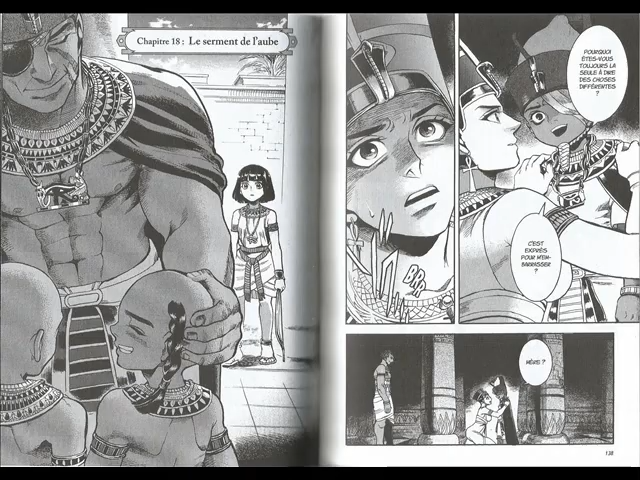 Chapitre 18 : Le serment de l'aube
POURQUOI
ÊTES-VOUS
TOUJOURS LA
SEULE À DIRE
DES CHOSES
DIFFÉRENTES
?
C'EST
EXPRÈS
POUR M'EM-
BARRASSER
?
BRR
MÈRE ?
138